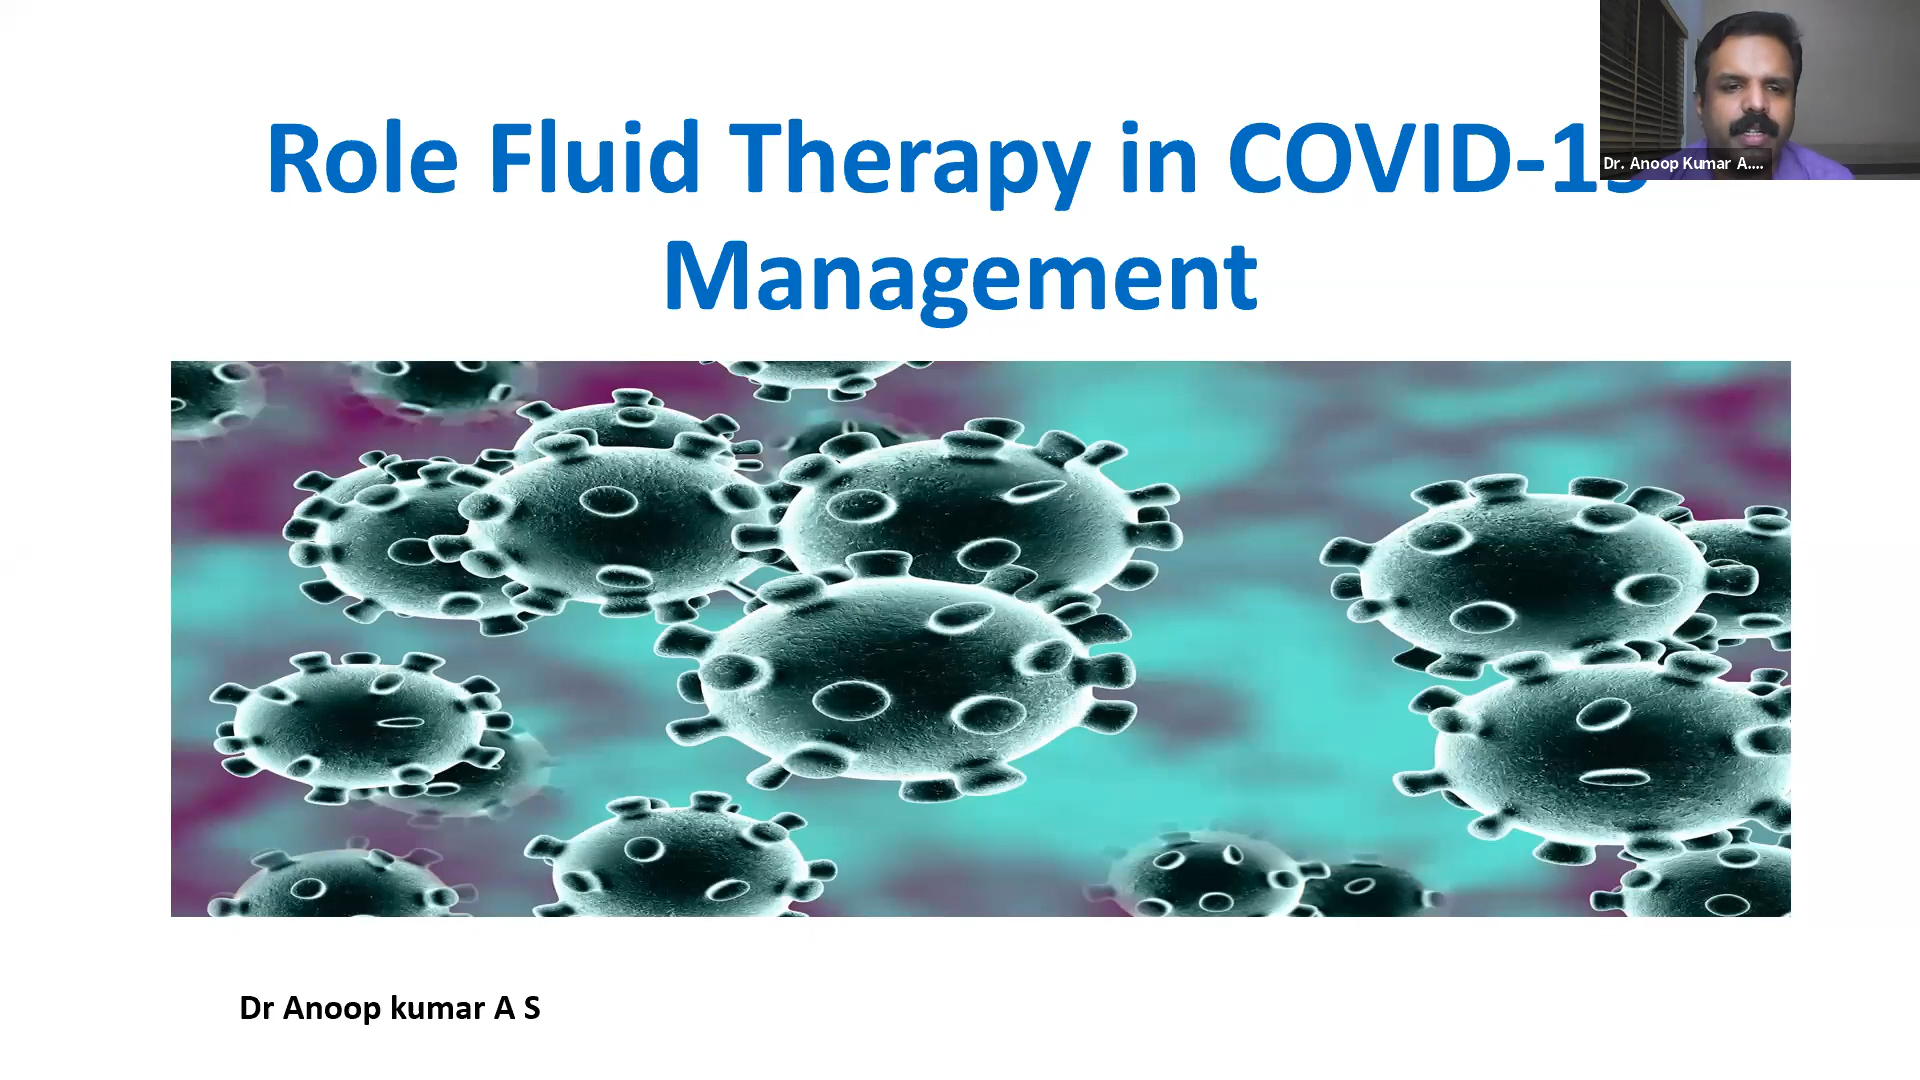 Role Fluid Therapy in COVID-19
Management
Dr. Anoop Kumar A....
Dr Anoop kumar A S